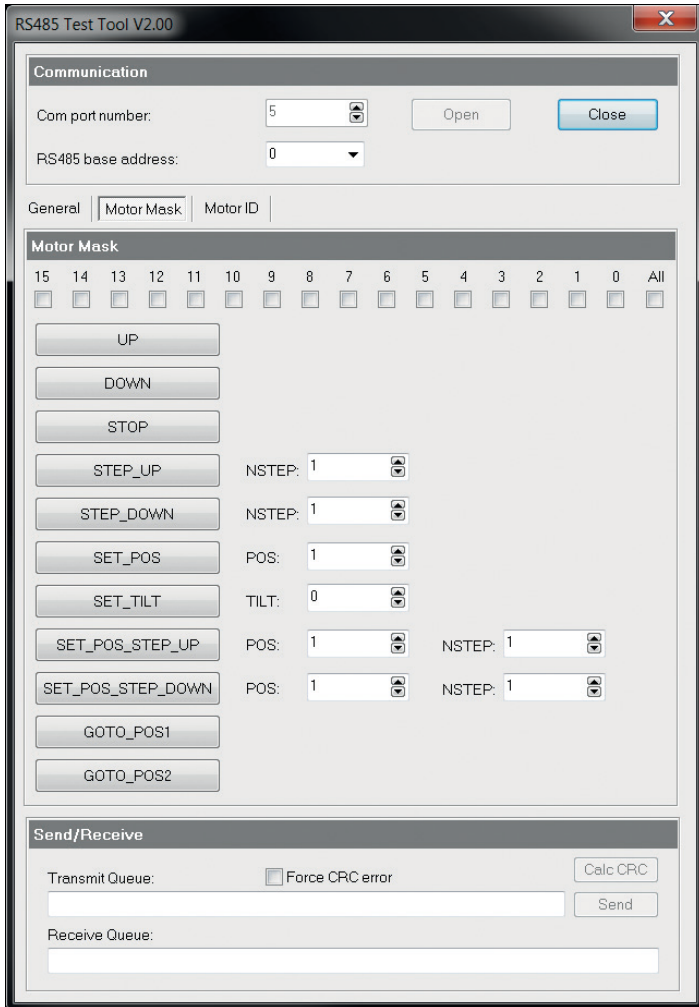 RS485 Test Tool V2.00
Communication
Com port number: 5 Open Close
RS485 base address: 0
General Motor Mask Motor ID
Motor Mask
15 14 13 12 11 10 9 8 7 6 5 4 3 2 1 0 All
UP
DOWN
STOP
STEP_UP NSTEP: 1
STEP_DOWN NSTEP: 1
SET_POS POS: 1
SET_TILT TILT: 0
SET_POS_STEP_UP POS: 1 NSTEP: 1
SET_POS_STEP_DOWN POS: 1 NSTEP: 1
GOTO_POS1
GOTO_POS2
Send/Receive
Transmit Queue: Force CRC error Calc CRC
Send
Receive Queue: